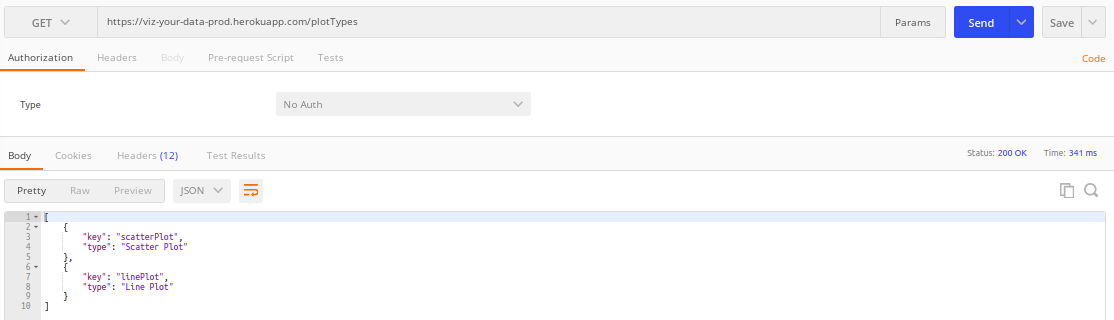 GET https://viz-your-data-prod.herokuapp.com/plotTypes Params Send Save
Authorization Headers Body Pre-request Script Tests Code
Type No Auth
Body Cookies Headers (12) Test Results Status: 200 OK Time: 341 ms
Pretty Raw Preview JSON
1 [
2 {
3 "key": "scatterPlot",
4 "type": "Scatter Plot"
5 },
6 {
7 "key": "linePlot",
8 "type": "Line Plot"
9 }
10 ]